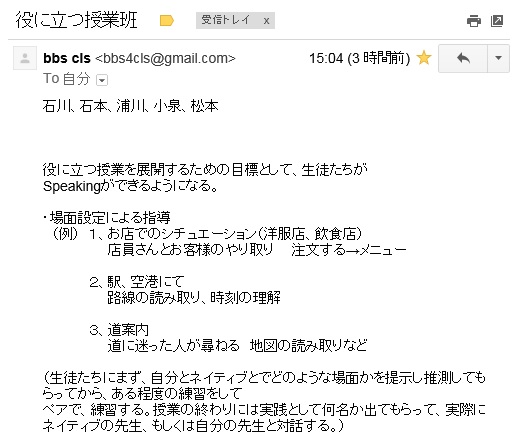 役に立つ授業班 受信トレイ x
bbs cls <bbs4cls@gmail.com> 15:04 (3 時間前)
To 自分
石川、石本、浦川、小泉、松本
役に立つ授業を展開するための目標として、生徒たちが
Speakingができるようになる。
・場面設定による指導
（例） １、お店でのシチュエーション（洋服店、飲食店）
店員さんとお客様のやり取り 注文する→メニュー
２、駅、空港にて
路線の読み取り、時刻の理解
３、道案内
道に迷った人が尋ねる 地図の読み取りなど
（生徒たちにまず、自分とネイティブとでどのような場面かを提示し推測しても
らってから、ある程度の練習をして
ペアで、練習する。授業の終わりには実践として何名か出てもらって、実際に
ネイティブの先生、もしくは自分の先生と対話する。）